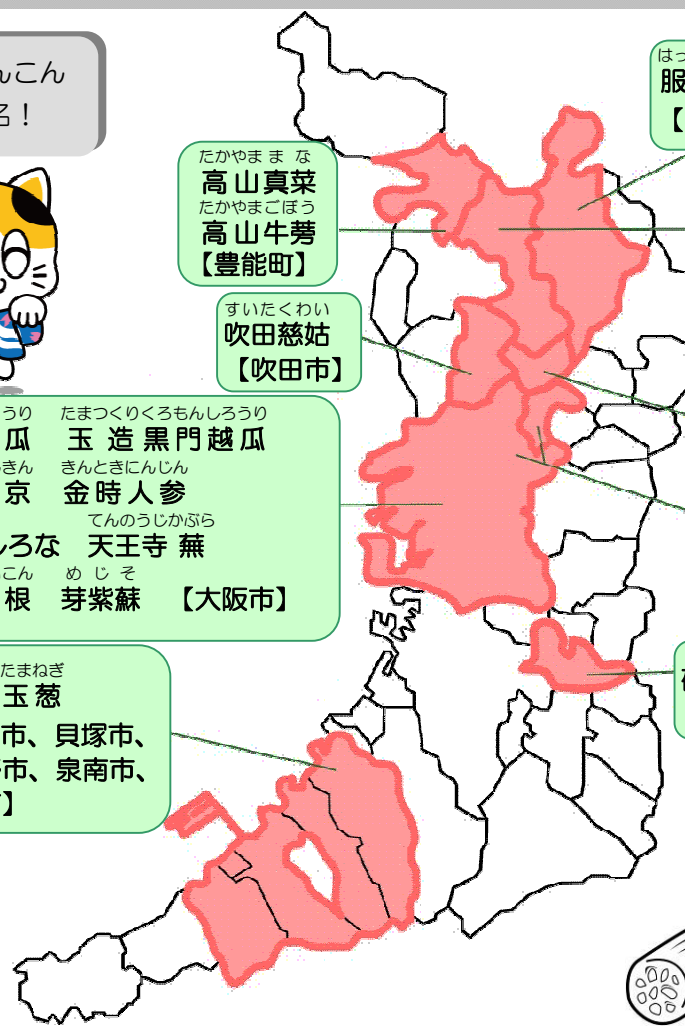 んこん
名！
はっ
服
【
たかやま ま な
高山真菜
たかやまごぼう
高山牛蒡
【豊能町】
すいたくわい
吹田慈姑
【吹田市】
うり たまつくりくろもんしろうり
瓜 玉造黒門越瓜
きん きんときにんじん
京 金時人参
てんのうじかぶら
しろな 天王寺蕪
こん めじそ
根 芽紫蘇 【大阪市】
たまねぎ
玉葱
市、貝塚市、
市、泉南市、
】